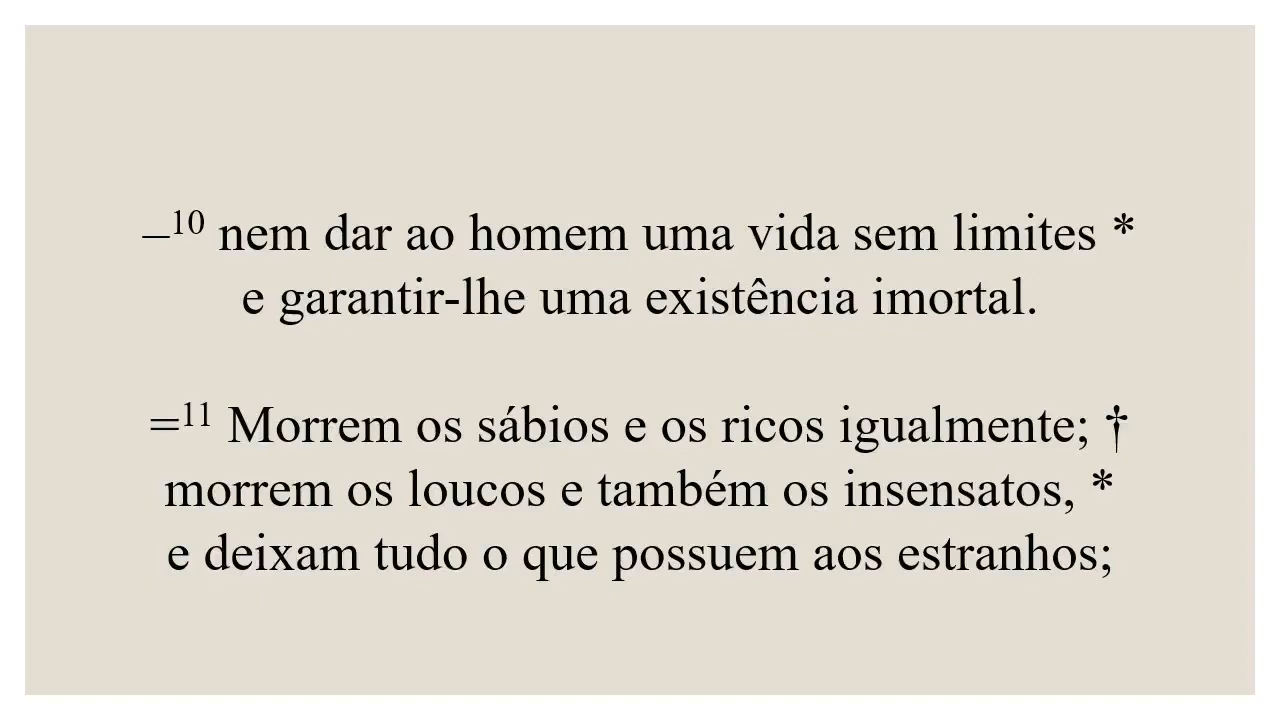 –¹⁰ nem dar ao homem uma vida sem limites *
e garantir-lhe uma existência imortal.
=¹¹ Morrem os sábios e os ricos igualmente; †
morrem os loucos e também os insensatos, *
e deixam tudo o que possuem aos estranhos;